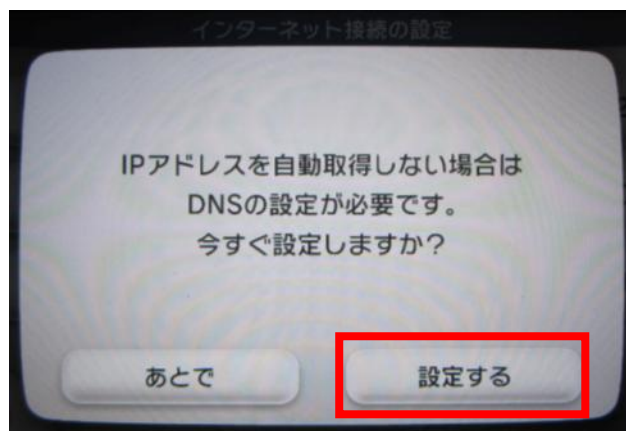 インターネット接続の設定
IPアドレスを自動取得しない場合は
DNSの設定が必要です。
今すぐ設定しますか？
あとで
設定する